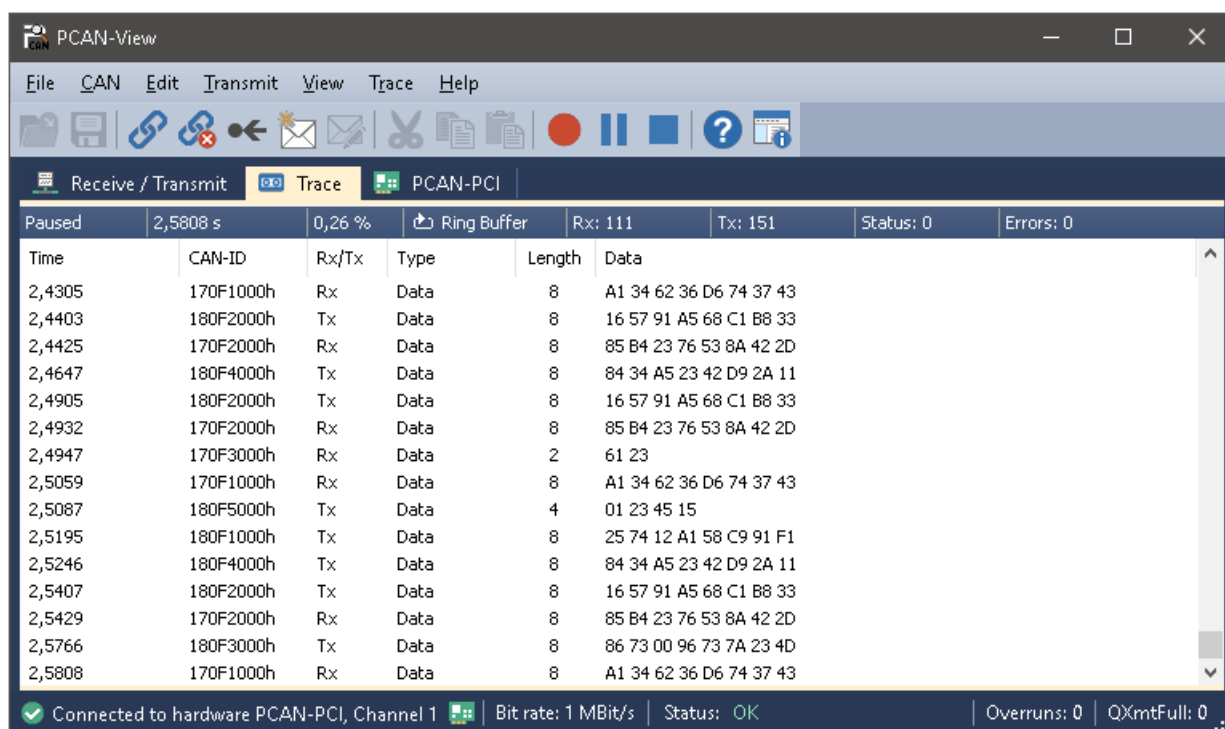 PCAN-View
File CAN Edit Transmit View Trace Help
Receive / Transmit Trace PCAN-PCI
Paused 2,5808 s 0,26 % Ring Buffer Rx: 111 Tx: 151 Status: 0 Errors: 0
Time CAN-ID Rx/Tx Type Length Data
2,4305 170F1000h Rx Data 8 A1 34 62 36 D6 74 37 43
2,4403 180F2000h Tx Data 8 16 57 91 A5 68 C1 B8 33
2,4425 170F2000h Rx Data 8 85 B4 23 76 53 8A 42 2D
2,4647 180F4000h Tx Data 8 84 34 A5 23 42 D9 2A 11
2,4905 180F2000h Tx Data 8 16 57 91 A5 68 C1 B8 33
2,4932 170F2000h Rx Data 8 85 B4 23 76 53 8A 42 2D
2,4947 170F3000h Rx Data 2 61 23
2,5059 170F1000h Rx Data 8 A1 34 62 36 D6 74 37 43
2,5087 180F5000h Tx Data 4 01 23 45 15
2,5195 180F1000h Tx Data 8 25 74 12 A1 58 C9 91 F1
2,5246 180F4000h Tx Data 8 84 34 A5 23 42 D9 2A 11
2,5407 180F2000h Tx Data 8 16 57 91 A5 68 C1 B8 33
2,5429 170F2000h Rx Data 8 85 B4 23 76 53 8A 42 2D
2,5766 180F3000h Tx Data 8 86 73 00 96 73 7A 23 4D
2,5808 170F1000h Rx Data 8 A1 34 62 36 D6 74 37 43
Connected to hardware PCAN-PCI, Channel 1 Bit rate: 1 MBit/s Status: OK Overruns: 0 QXmtFull: 0